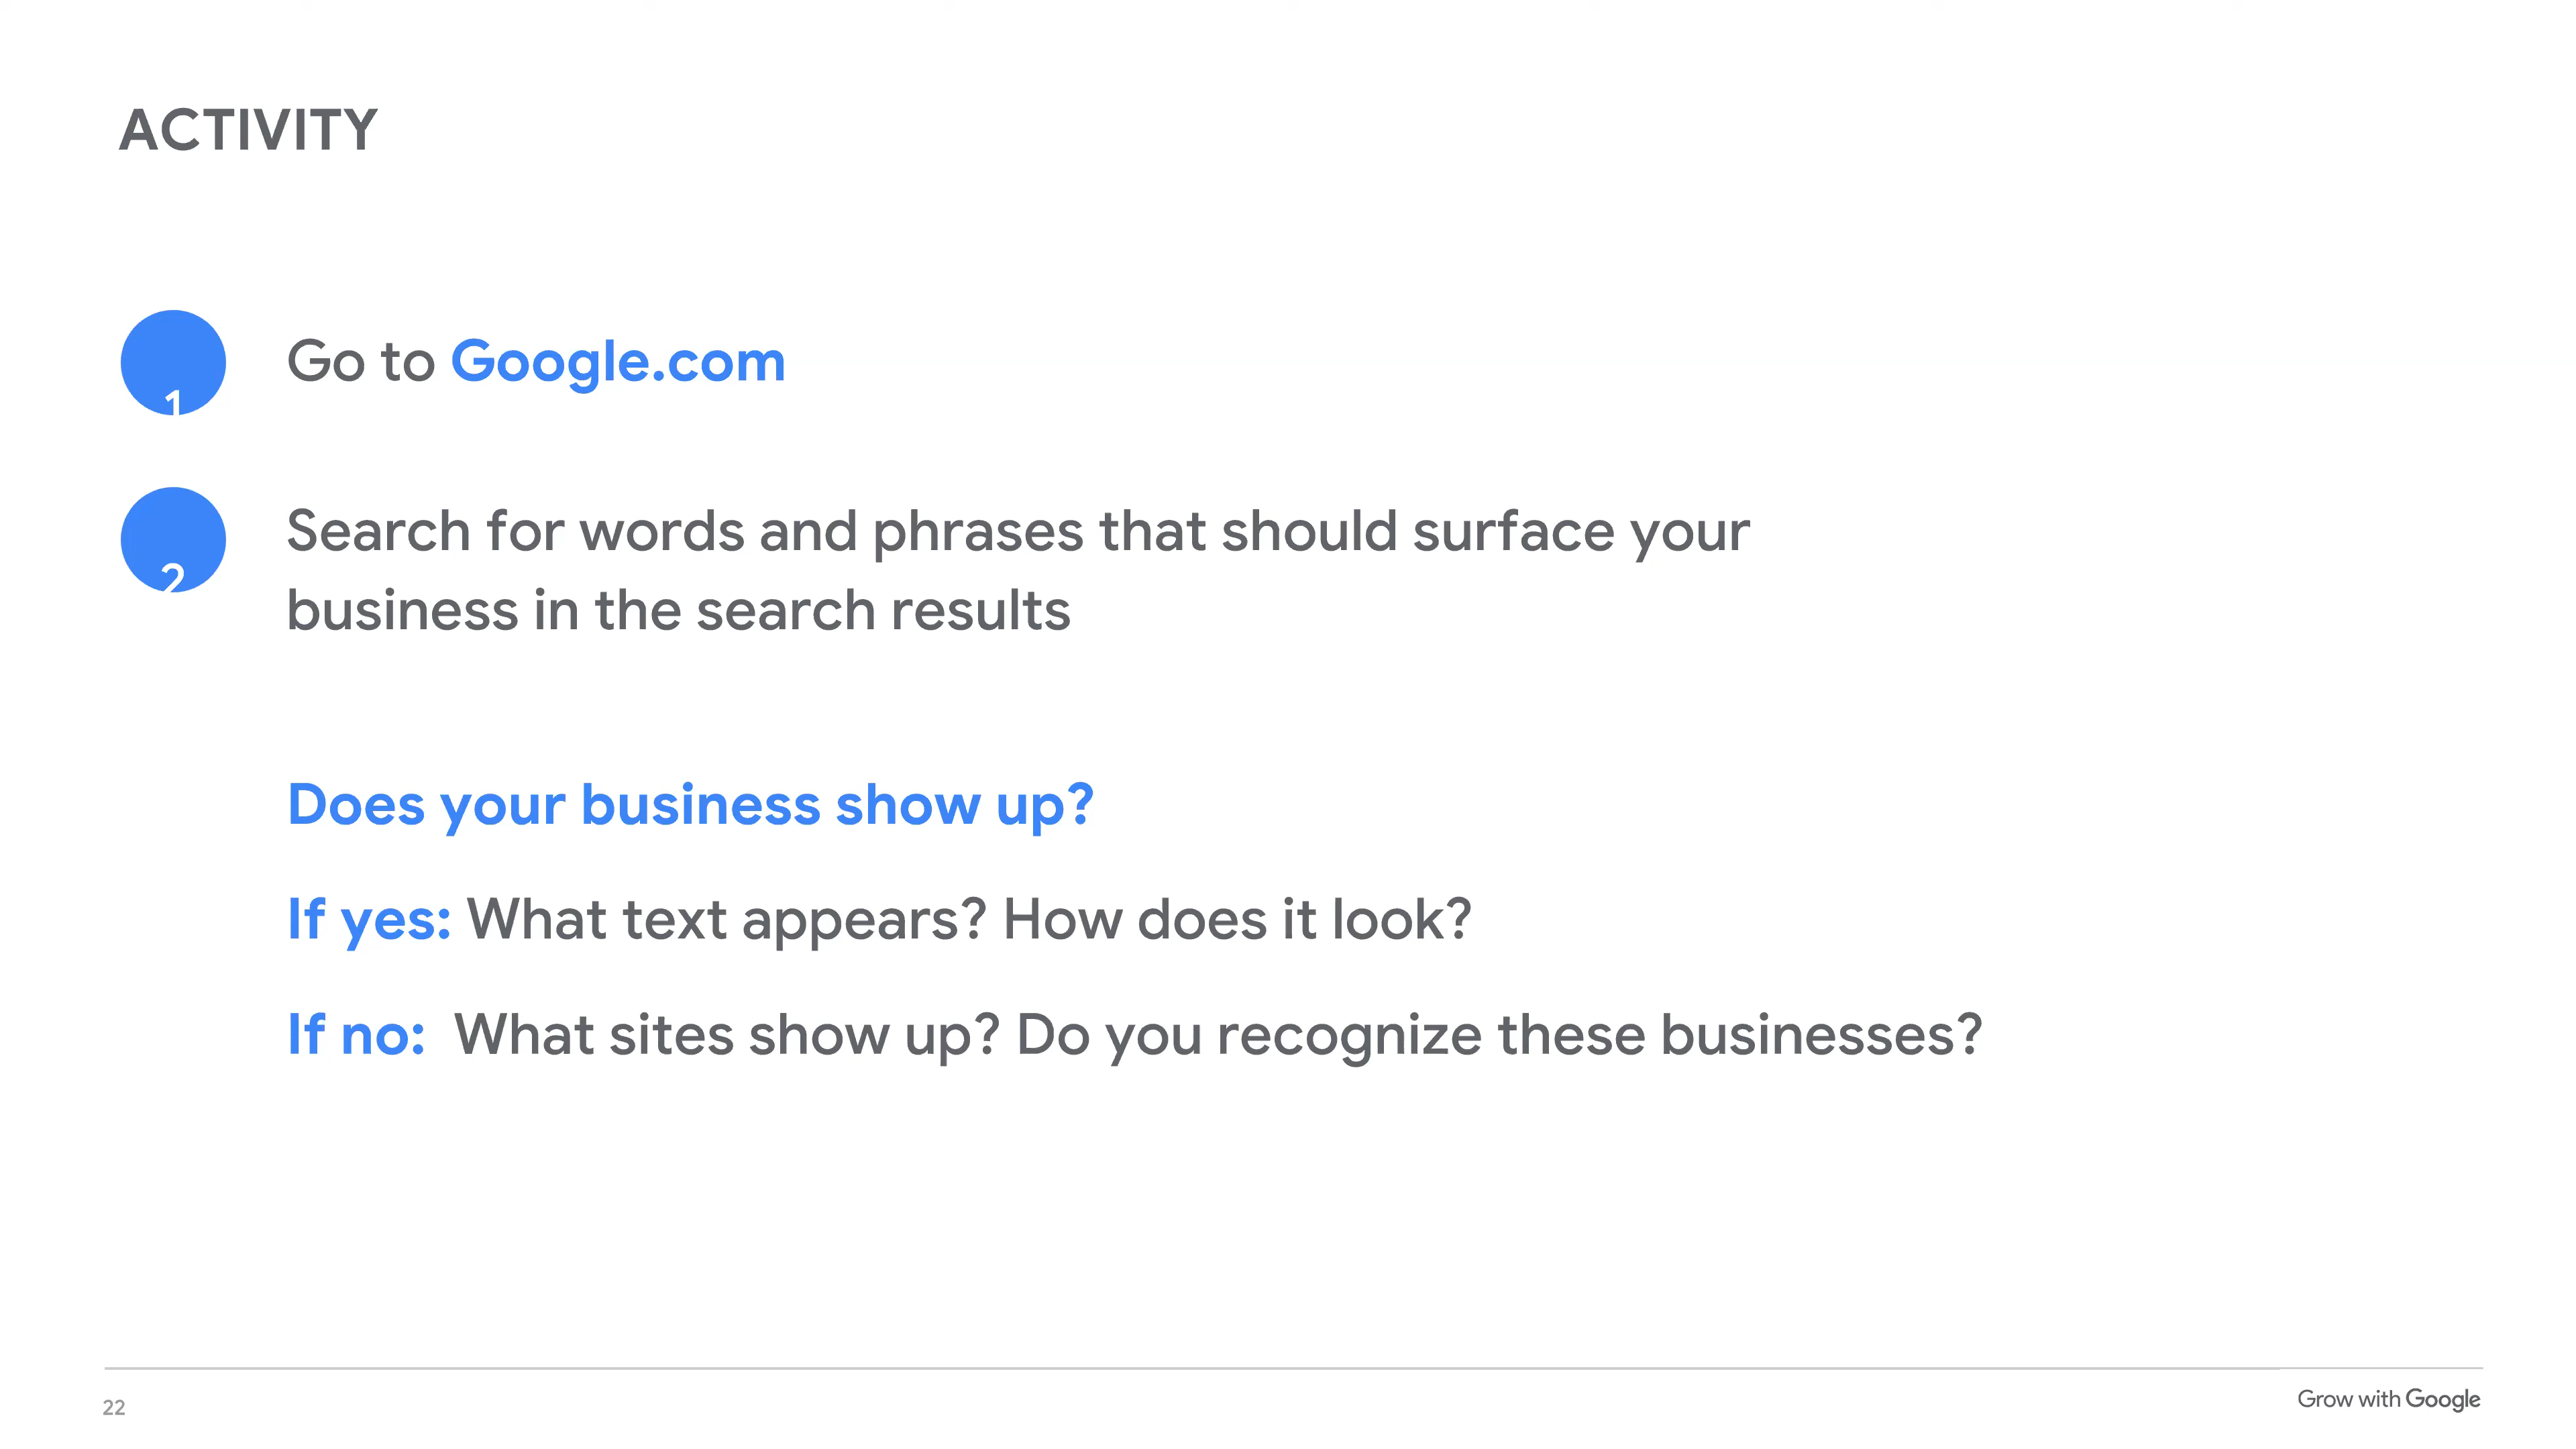 ACTIVITY
1
Go to Google.com
2
Search for words and phrases that should surface your
business in the search results
Does your business show up?
If yes: What text appears? How does it look?
If no:  What sites show up? Do you recognize these businesses?
22
Grow with Google